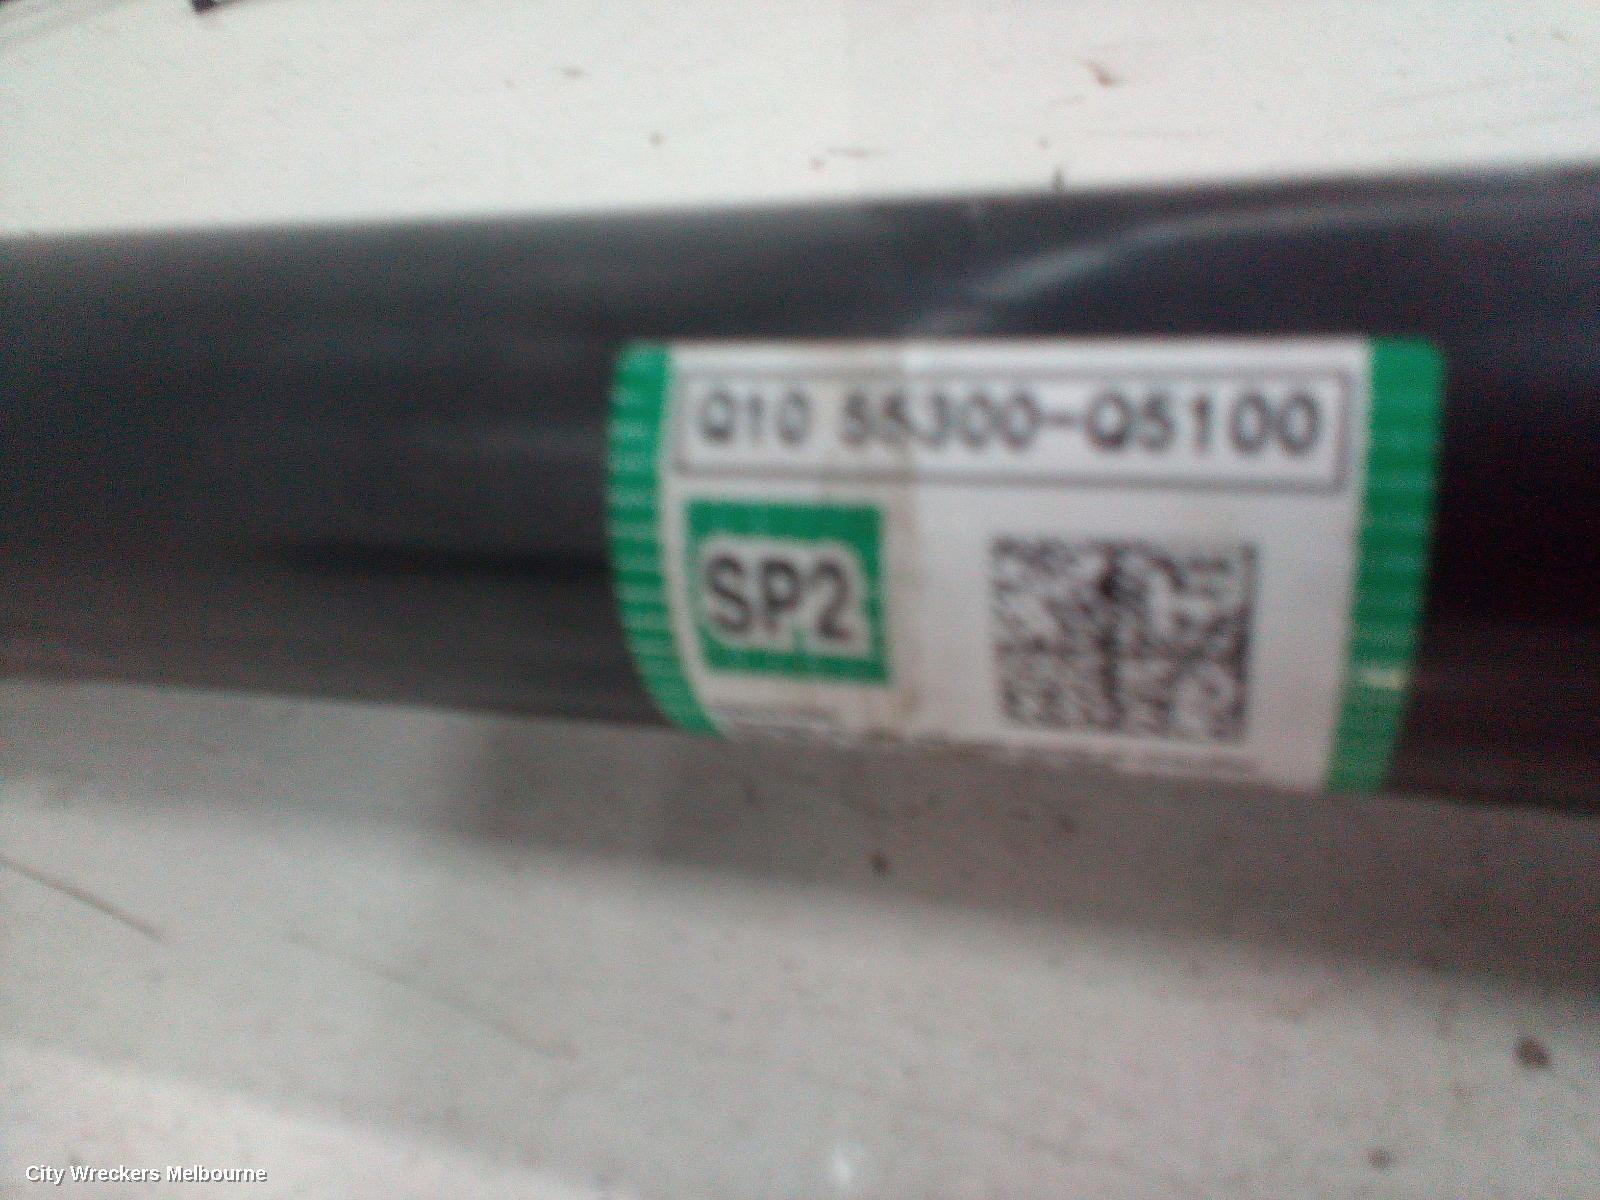 Q10 55300-Q5100
SP2
City Wreckers Melbourne